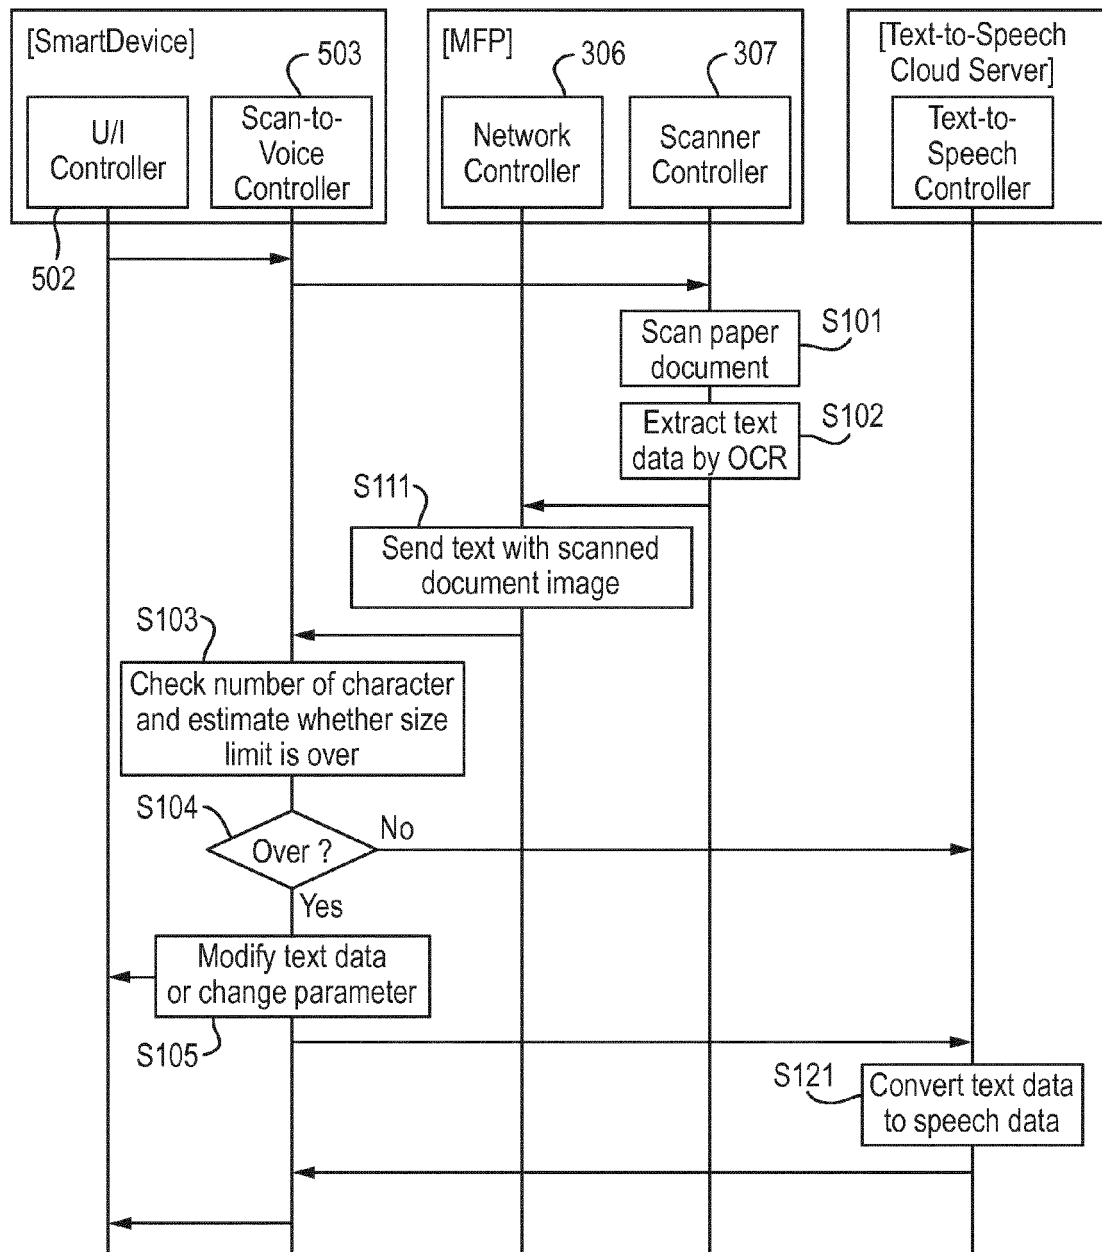 [SmartDevice]
503
U/I
Controller
Scan-to-
Voice
Controller
502
[MFP]
306
307
Network
Controller
Scanner
Controller
[Text-to-Speech
Cloud Server]
Text-to-
Speech
Controller
Scan paper
document
S101
Extract text
data by OCR
S102
S111
Send text with scanned
document image
S103
Check number of character
and estimate whether size
limit is over
S104
Over ?
No
Yes
Modify text data
or change parameter
S105
S121
Convert text data
to speech data